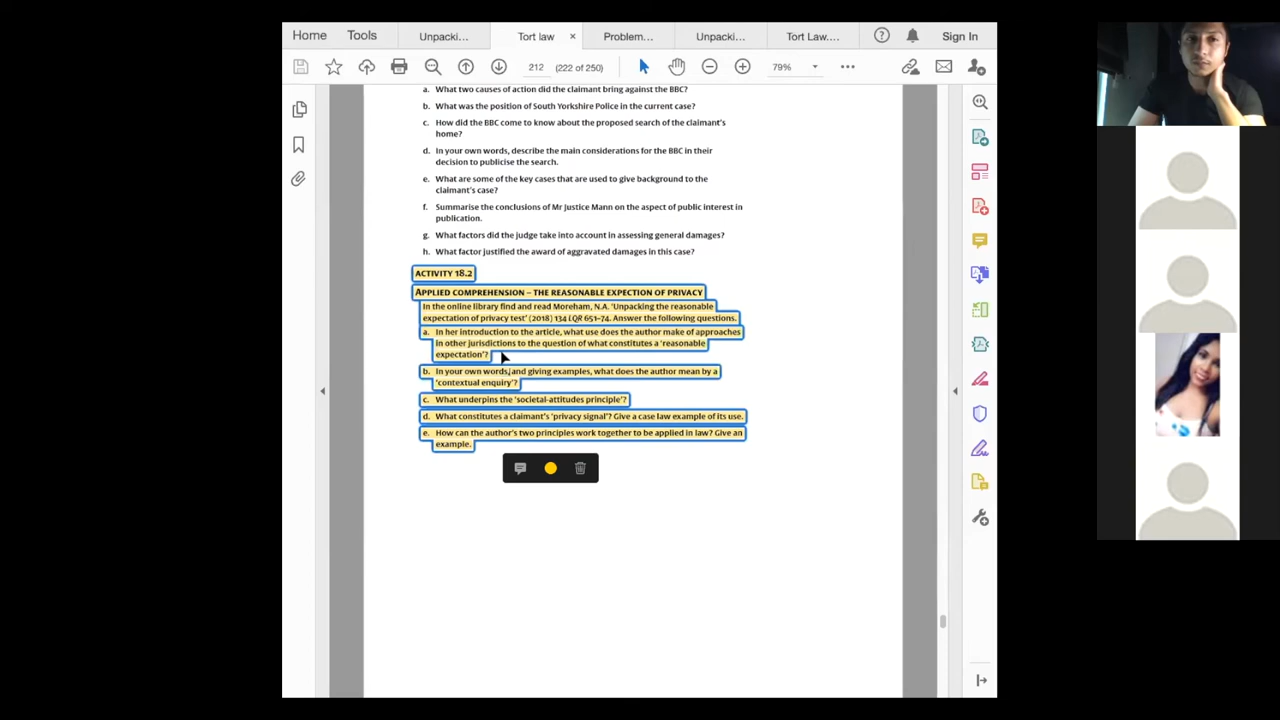 Home Tools Unpacki... Tort law × Problem... Unpacki... Tort Law.... Sign In
212 (222 of 250) 79%
a. What two causes of action did the claimant bring against the BBC?
b. What was the position of South Yorkshire Police in the current case?
c. How did the BBC come to know about the proposed search of the claimant's
home?
d. In your own words, describe the main considerations for the BBC in their
decision to publicise the search.
e. What are some of the key cases that are used to give background to the
claimant's case?
f. Summarise the conclusions of Mr Justice Mann on the aspect of public interest in
publication.
g. What factors did the judge take into account in assessing general damages?
h. What factor justified the award of aggravated damages in this case?
ACTIVITY 18.2
APPLIED COMPREHENSION – THE REASONABLE EXPECTION OF PRIVACY
In the online library find and read Moreham, N.A. 'Unpacking the reasonable
expectation of privacy test' (2018) 134 LQR 651–74. Answer the following questions.
a. In her introduction to the article, what use does the author make of approaches
in other jurisdictions to the question of what constitutes a 'reasonable
expectation'?
b. In your own words, and giving examples, what does the author mean by a
'contextual enquiry'?
c. What underpins the 'societal-attitudes principle'?
d. What constitutes a claimant's 'privacy signal'? Give a case law example of its use.
e. How can the author's two principles work together to be applied in law? Give an
example.